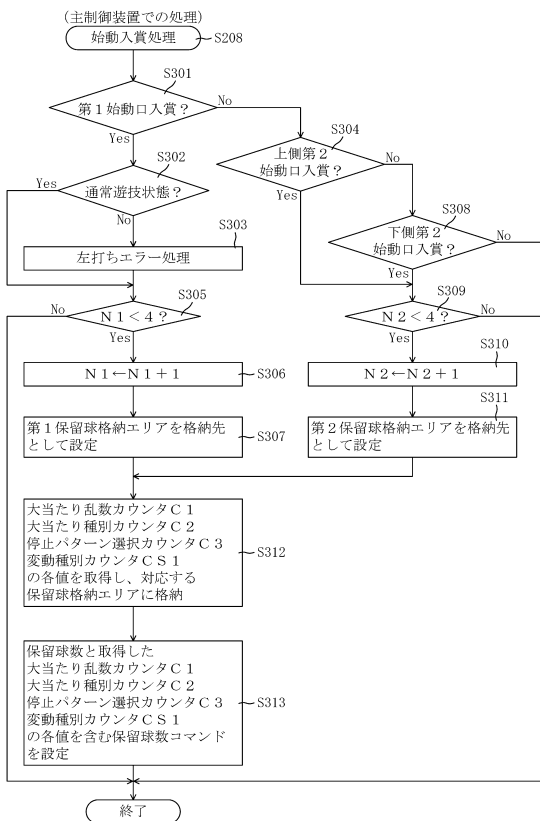 (主制御装置での処理)
始動入賞処理
S208
S301
第1始動口入賞？
No
Yes
S304
上側第2
始動口入賞？
No
Yes
S302
通常遊技状態？
Yes
No
S308
下側第2
始動口入賞？
No
Yes
S303
左打ちエラー処理
S305
N1<4？
No
Yes
S309
N2<4？
No
Yes
N1←N1+1
S306
N2←N2+1
S310
第1保留球格納エリアを格納先
として設定
S307
第2保留球格納エリアを格納先
として設定
S311
大当たり乱数カウンタC1
大当たり種別カウンタC2
停止パターン選択カウンタC3
変動種別カウンタCS1
の各値を取得し、対応する
保留球格納エリアに格納
S312
保留球数と取得した
大当たり乱数カウンタC1
大当たり種別カウンタC2
停止パターン選択カウンタC3
変動種別カウンタCS1
の各値を含む保留球数コマンド
を設定
S313
終了